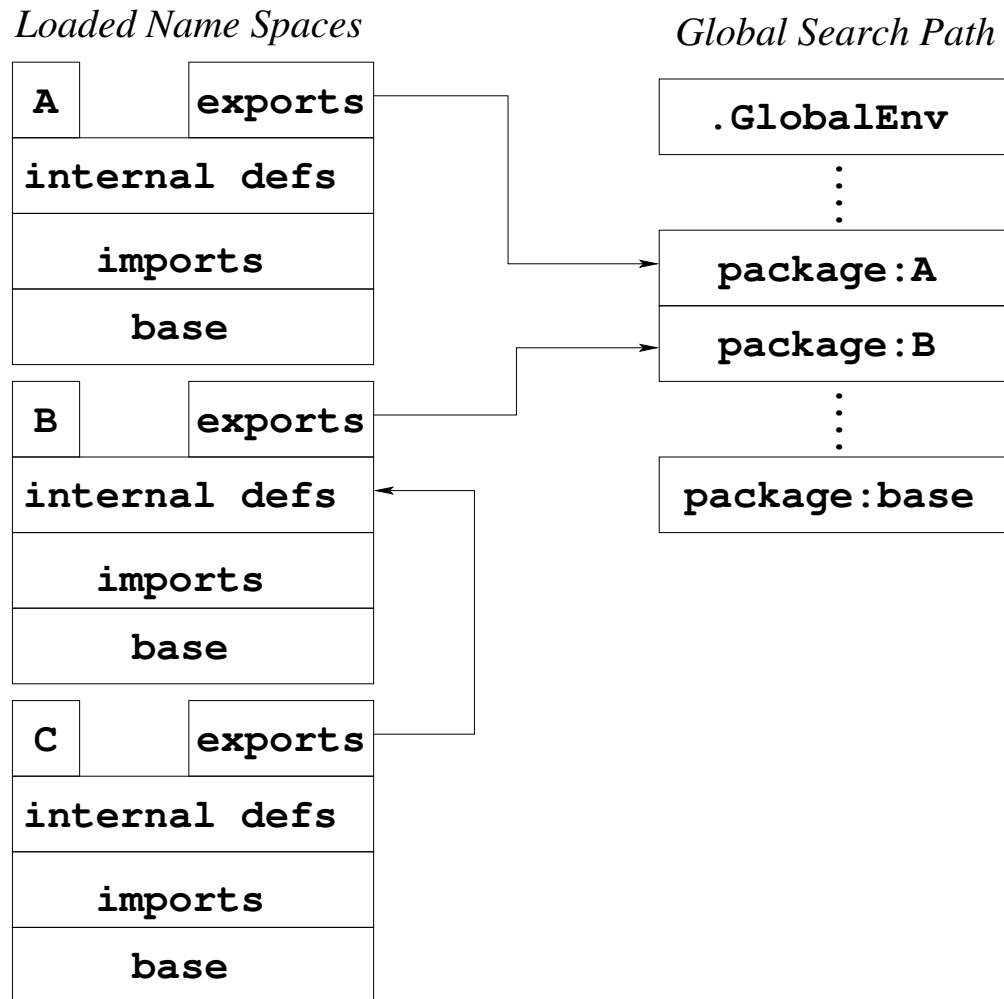 Loaded Name Spaces
A exports
internal defs
imports
base
B exports
internal defs
imports
base
C exports
internal defs
imports
base
Global Search Path
.GlobalEnv
package:A
package:B
package:base